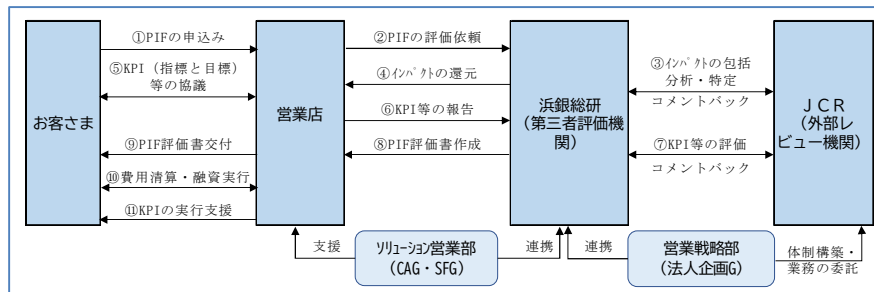 ①PIFの申込み
②PIFの評価依頼
③ｲﾝﾊﾟｸﾄの包括
分析・特定
コメントバック
④ｲﾝﾊﾟｸﾄの還元
⑤KPI（指標と目標）
等の協議
⑥KPI等の報告
お客さま
営業店
浜銀総研
（第三者評価機
関）
ＪＣＲ
（外部レ
ビュー機関）
⑨PIF評価書交付
⑧PIF評価書作成
⑦KPI等の評価
コメントバック
⑩費用清算・融資実行
⑪KPIの実行支援
支援
ｿﾘｭｰｼｮﾝ営業部
（CAG・SFG）
連携
連携
営業戦略部
（法人企画G）
体制構築・
業務の委託